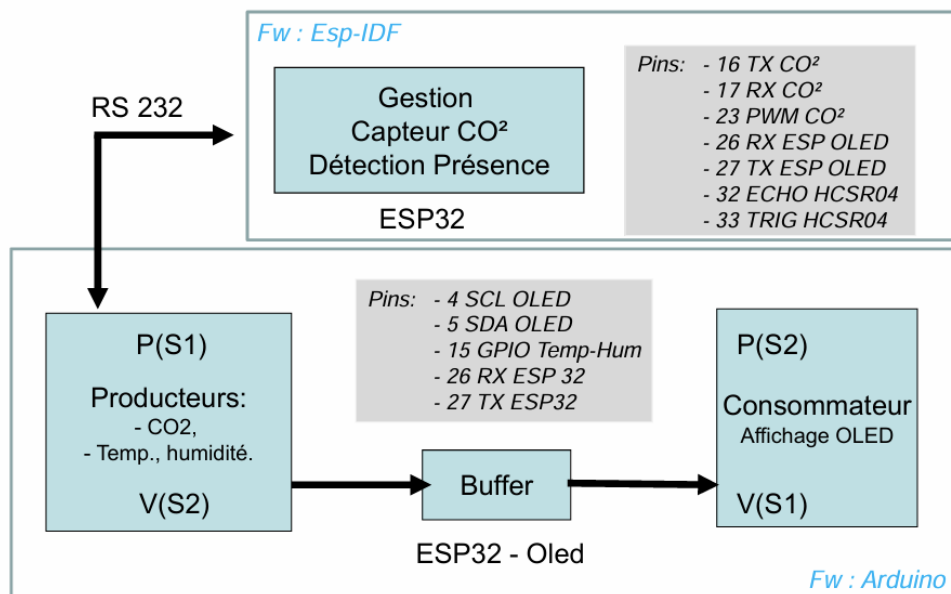 Fw : Esp-IDF
RS 232
Gestion
Capteur CO²
Détection Présence
ESP32
Pins: - 16 TX CO²
- 17 RX CO²
- 23 PWM CO²
- 26 RX ESP OLED
- 27 TX ESP OLED
- 32 ECHO HCSR04
- 33 TRIG HCSR04
P(S1)
Producteurs:
- CO2,
- Temp., humidité.
V(S2)
Pins: - 4 SCL OLED
- 5 SDA OLED
- 15 GPIO Temp-Hum
- 26 RX ESP 32
- 27 TX ESP32
Buffer
ESP32 - Oled
P(S2)
Consommateur
Affichage OLED
V(S1)
Fw : Arduino